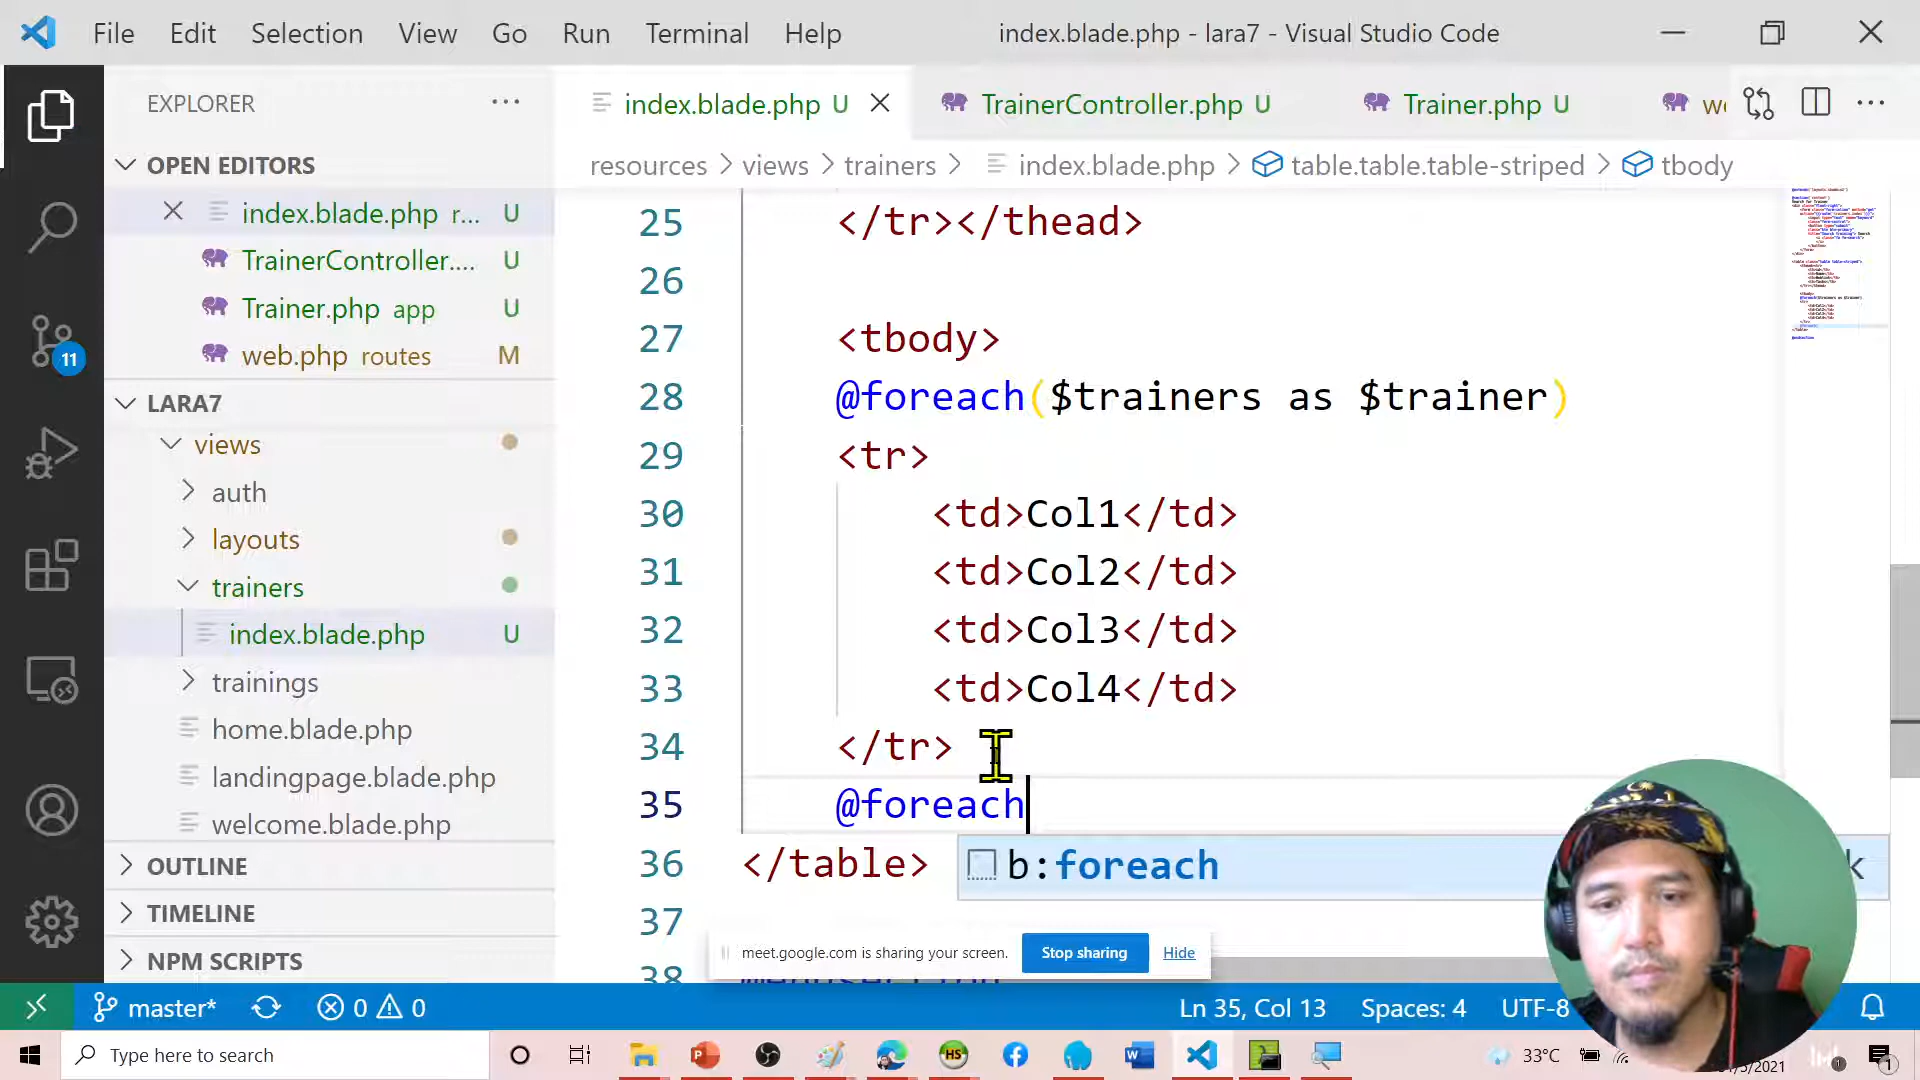 File Edit Selection View Go Run Terminal Help
index.blade.php - lara7 - Visual Studio Code
EXPLORER
OPEN EDITORS
index.blade.php r... U
TrainerController.... U
Trainer.php app U
web.php routes M
LARA7
views
auth
layouts
trainers
index.blade.php U
trainings
home.blade.php
landingpage.blade.php
welcome.blade.php
OUTLINE
TIMELINE
NPM SCRIPTS
11
index.blade.php U
TrainerController.php U
Trainer.php U
we
resources > views > trainers > index.blade.php > table.table.table-striped > tbody
25 </tr></thead>
26
27 <tbody>
28 @foreach($trainers as $trainer)
29 <tr>
30 <td>Col1</td>
31 <td>Col2</td>
32 <td>Col3</td>
33 <td>Col4</td>
34 </tr>
35 @foreach
36 </table>
b:foreach
37
38
meet.google.com is sharing your screen. Stop sharing Hide
master* 0 0
Ln 35, Col 13 Spaces: 4 UTF-8
Type here to search
33°C